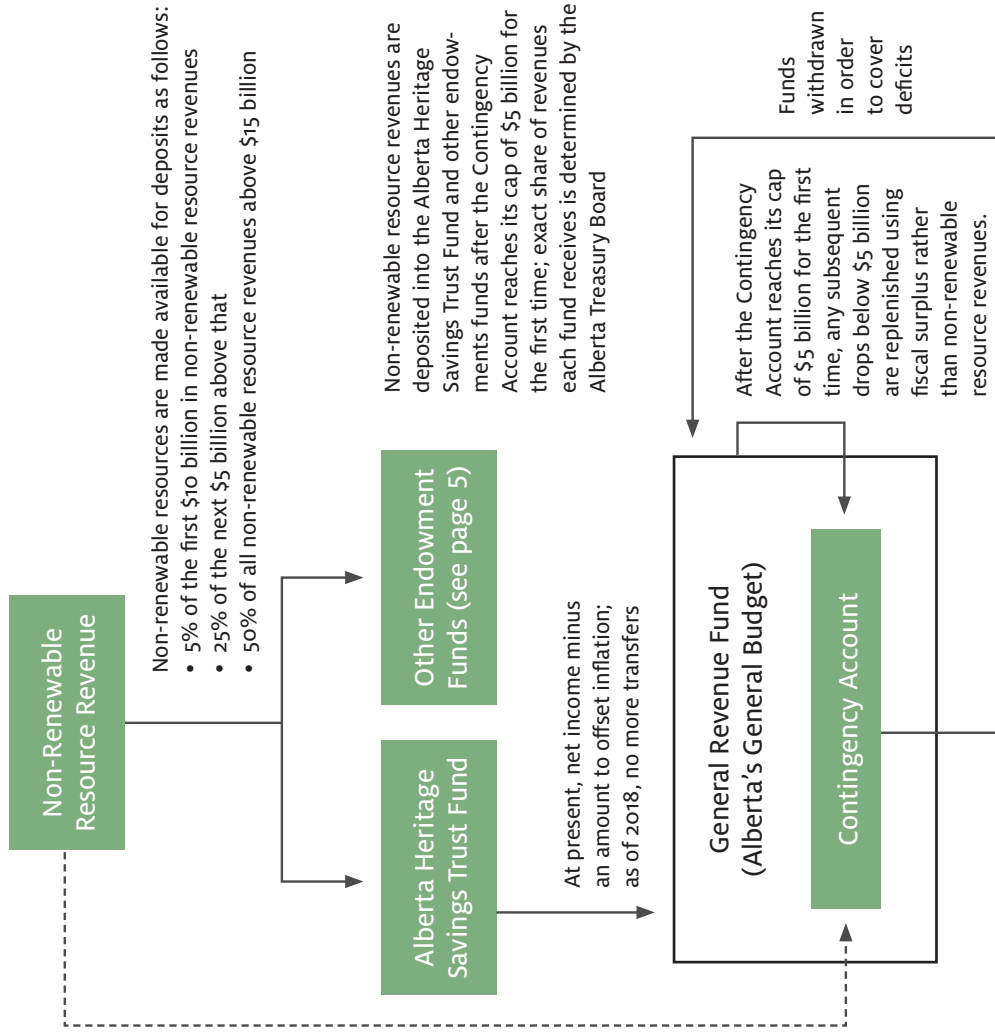 Non-Renewable
Resource Revenue
Non-renewable resources are made available for deposits as follows:
• 5% of the first $10 billion in non-renewable resource revenues
• 25% of the next $5 billion above that
• 50% of all non-renewable resource revenues above $15 billion
Alberta Heritage
Savings Trust Fund
Other Endowment
Funds (see page 5)
Non-renewable resource revenues are
deposited into the Alberta Heritage
Savings Trust Fund and other endow-
ments funds after the Contingency
Account reaches its cap of $5 billion for
the first time; exact share of revenues
each fund receives is determined by the
Alberta Treasury Board
At present, net income minus
an amount to offset inflation;
as of 2018, no more transfers
General Revenue Fund
(Alberta's General Budget)
Contingency Account
After the Contingency
Account reaches its cap
of $5 billion for the first
time, any subsequent
drops below $5 billion
are replenished using
fiscal surplus rather
than non-renewable
resource revenues.
Funds
withdrawn
in order
to cover
deficits